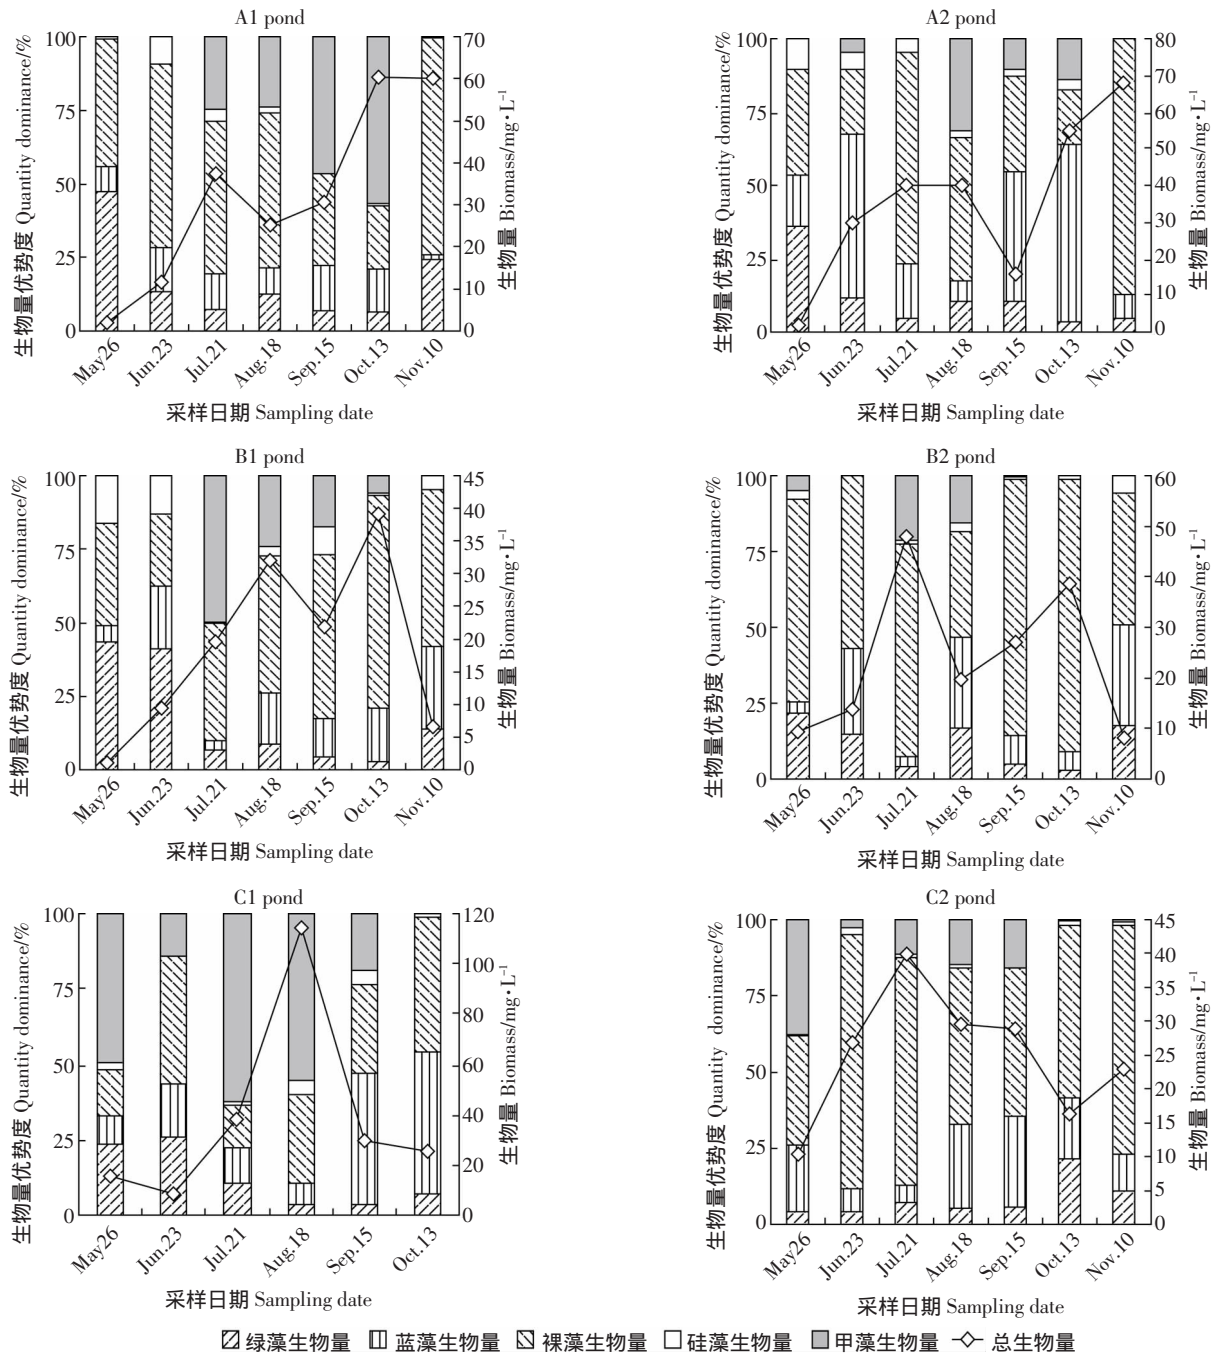 A1 pond
生物量优势度 Quantity dominance/%
100
75
50
25
0
70
60
50
40
30
20
10
0
生物量 Biomass/mg·L⁻¹
May26 Jun.23 Jul.21 Aug.18 Sep.15 Oct.13 Nov.10
采样日期 Sampling date
A2 pond
生物量优势度 Quantity dominance/%
100
75
50
25
0
80
70
60
50
40
30
20
10
0
生物量 Biomass/mg·L⁻¹
May26 Jun.23 Jul.21 Aug.18 Sep.15 Oct.13 Nov.10
采样日期 Sampling date
B1 pond
生物量优势度 Quantity dominance/%
100
75
50
25
0
45
40
35
30
25
20
15
10
5
0
生物量 Biomass/mg·L⁻¹
May26 Jun.23 Jul.21 Aug.18 Sep.15 Oct.13 Nov.10
采样日期 Sampling date
B2 pond
生物量优势度 Quantity dominance/%
100
75
50
25
0
60
50
40
30
20
10
0
生物量 Biomass/mg·L⁻¹
May26 Jun.23 Jul.21 Aug.18 Sep.15 Oct.13 Nov.10
采样日期 Sampling date
C1 pond
生物量优势度 Quantity dominance/%
100
75
50
25
0
120
100
80
60
40
20
0
生物量 Biomass/mg·L⁻¹
May26 Jun.23 Jul.21 Aug.18 Sep.15 Oct.13
采样日期 Sampling date
C2 pond
生物量优势度 Quantity dominance/%
100
75
50
25
0
45
40
35
30
25
20
15
10
5
0
生物量 Biomass/mg·L⁻¹
May26 Jun.23 Jul.21 Aug.18 Sep.15 Oct.13 Nov.10
采样日期 Sampling date
绿藻生物量 蓝藻生物量 裸藻生物量 硅藻生物量 甲藻生物量 总生物量